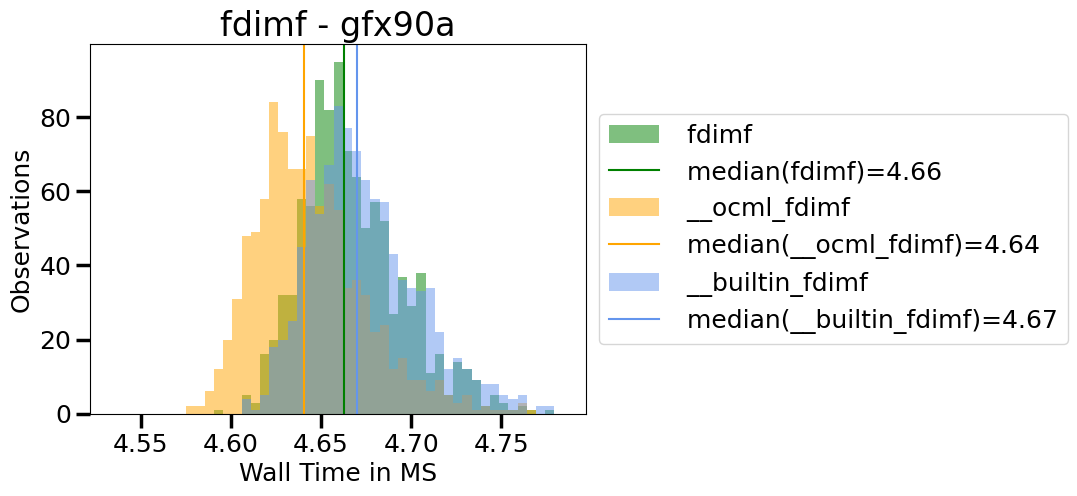 fdimf - gfx90a
Observations
80
60
40
20
0
4.55 4.60 4.65 4.70 4.75
Wall Time in MS
fdimf
median(fdimf)=4.66
__ocml_fdimf
median(__ocml_fdimf)=4.64
__builtin_fdimf
median(__builtin_fdimf)=4.67